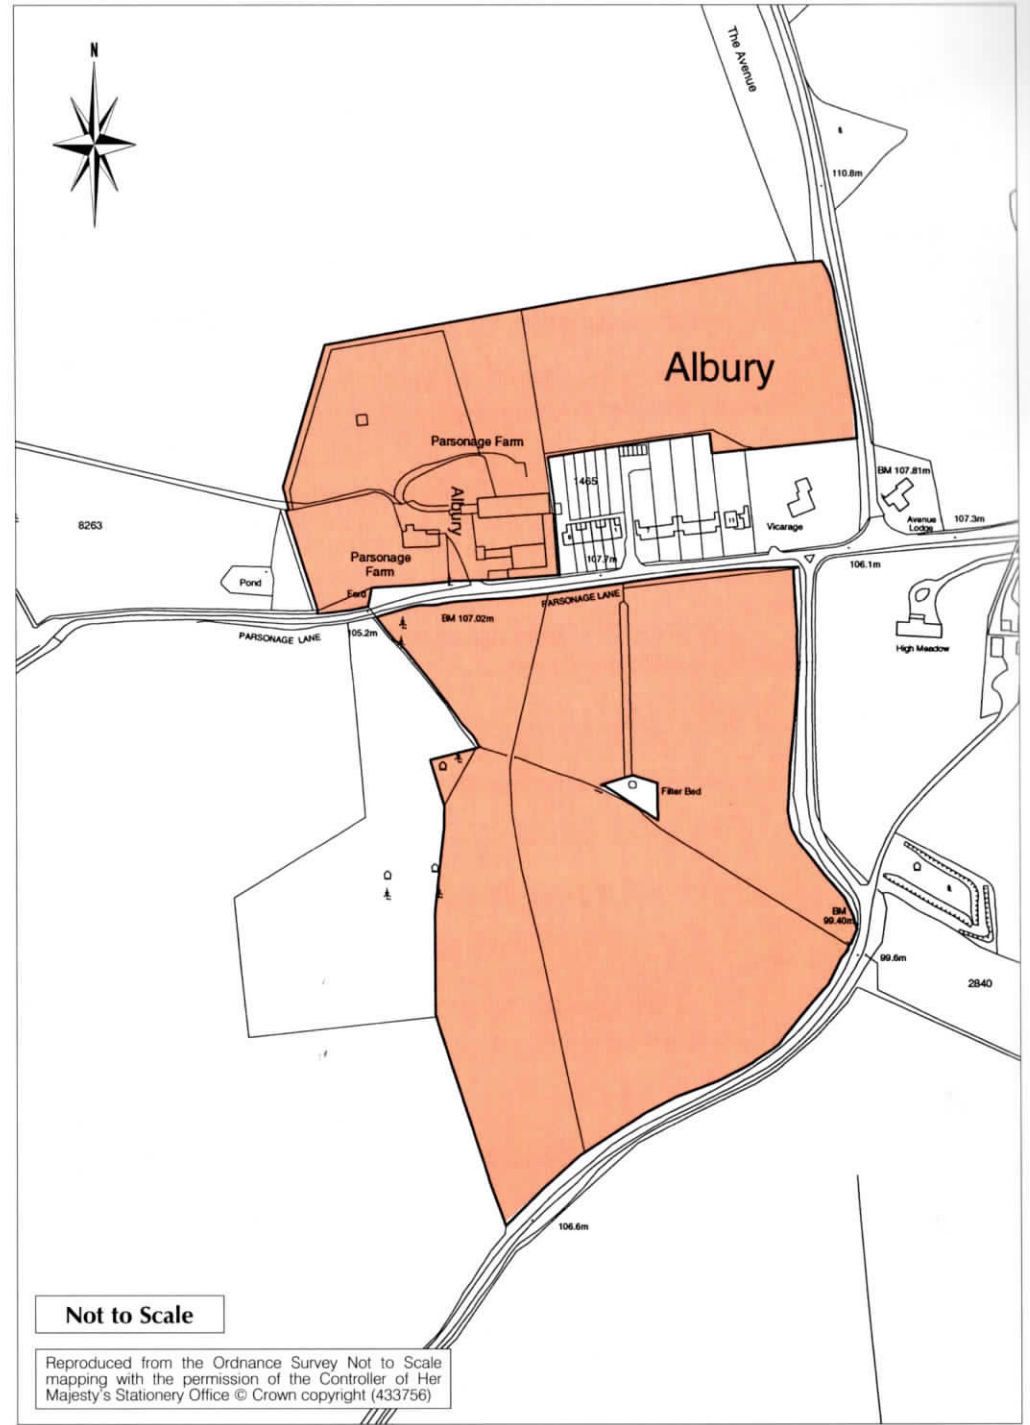 N
The Avenue
110.8m
Albury
Parsonage Farm
1465
BM 107.81m
8263
Albury
Vicarage
Avenue
Lodge
107.3m
Parsonage
Farm
107.7m
106.1m
Pond
Ford
PARSONAGE LANE
BM 107.02m
PARSONAGE LANE
105.2m
High Meadow
Filter Bed
BM
99.40m
99.6m
2840
106.6m
Not to Scale
Reproduced from the Ordnance Survey Not to Scale
mapping with the permission of the Controller of Her
Majesty's Stationery Office © Crown copyright (433756)